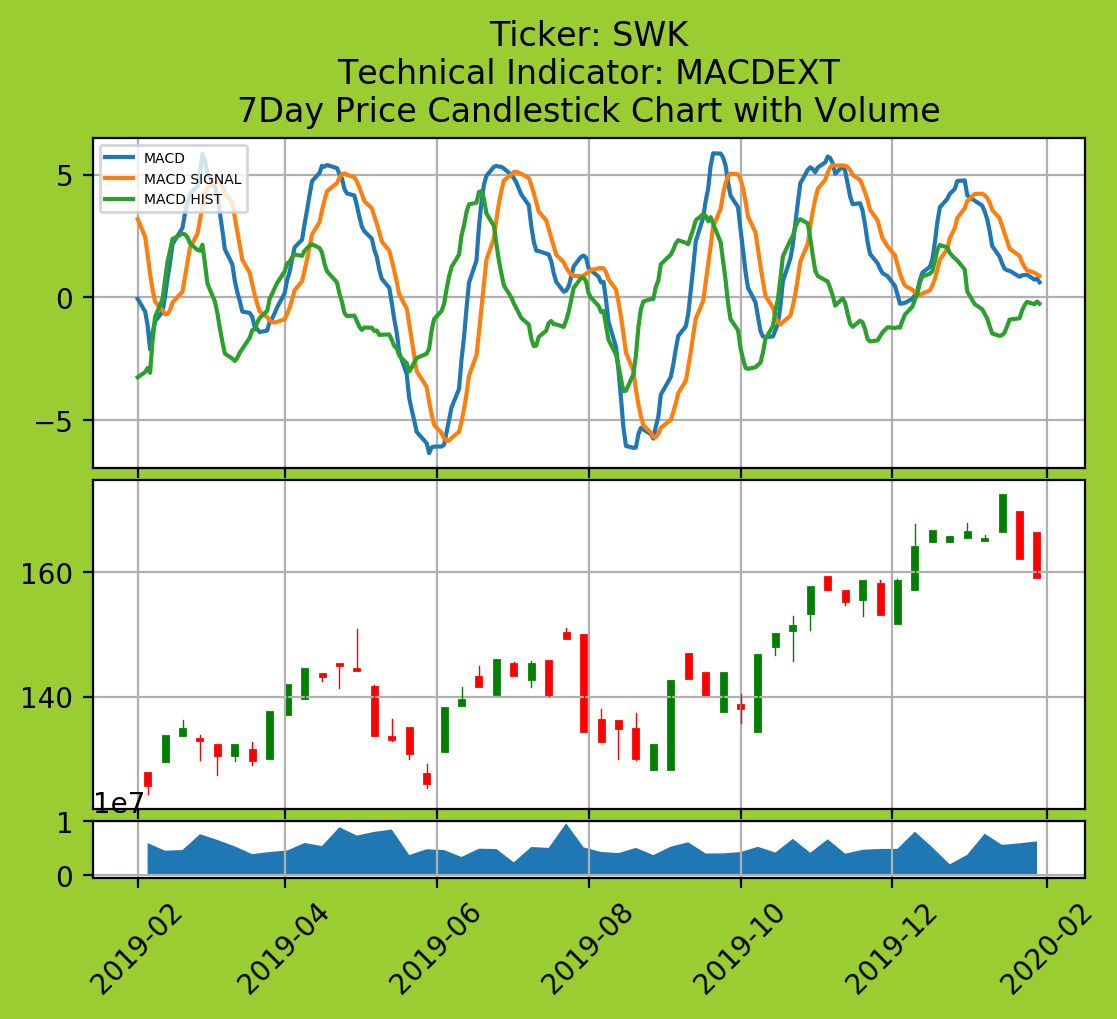 Ticker: SWK
Technical Indicator: MACDEXT
7Day Price Candlestick Chart with Volume
MACD
MACD SIGNAL
MACD HIST
5
0
−5
160
140
1e7
1
0
2019-02
2019-04
2019-06
2019-08
2019-10
2019-12
2020-02